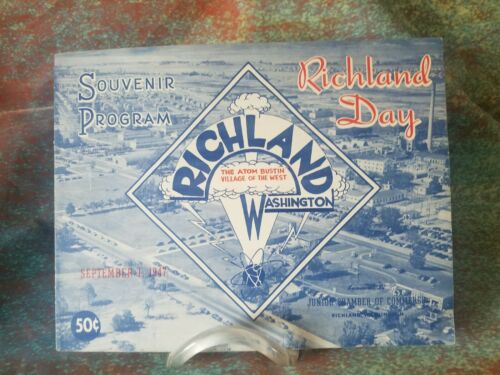 Souvenir
Program
Richland
Day
RICHLAND
THE ATOM BUSTIN
VILLAGE OF THE WEST
WASHINGTON
SEPTEMBER 1, 1947
JUNIOR CHAMBER OF COMMERCE
RICHLAND, WASHINGTON
50¢